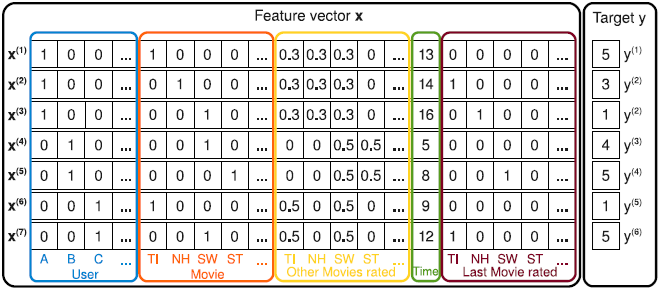 Feature vector x Target y
x(1) 1 0 0 ... 1 0 0 0 ... 0.3 0.3 0.3 0 ... 13 0 0 0 0 ... 5 y(1)
x(2) 1 0 0 ... 0 1 0 0 ... 0.3 0.3 0.3 0 ... 14 1 0 0 0 ... 3 y(2)
x(3) 1 0 0 ... 0 0 1 0 ... 0.3 0.3 0.3 0 ... 16 0 1 0 0 ... 1 y(2)
x(4) 0 1 0 ... 0 0 1 0 ... 0 0 0.5 0.5 ... 5 0 0 0 0 ... 4 y(3)
x(5) 0 1 0 ... 0 0 0 1 ... 0 0 0.5 0.5 ... 8 0 0 1 0 ... 5 y(4)
x(6) 0 0 1 ... 1 0 0 0 ... 0.5 0 0.5 0 ... 9 0 0 0 0 ... 1 y(5)
x(7) 0 0 1 ... 0 0 1 0 ... 0.5 0 0.5 0 ... 12 1 0 0 0 ... 5 y(6)
A B C ... TI NH SW ST ... TI NH SW ST ... Time TI NH SW ST ...
User Movie Other Movies rated Last Movie rated